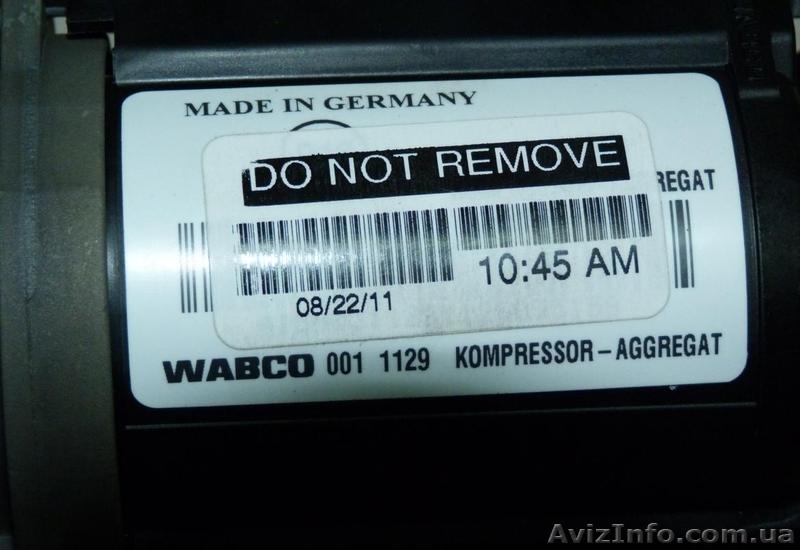 MADE IN GERMANY
DO NOT REMOVE
REGAT
10:45 AM
08/22/11
WABCO 001 1129 KOMPRESSOR-AGGREGAT
AvizInfo.com.ua